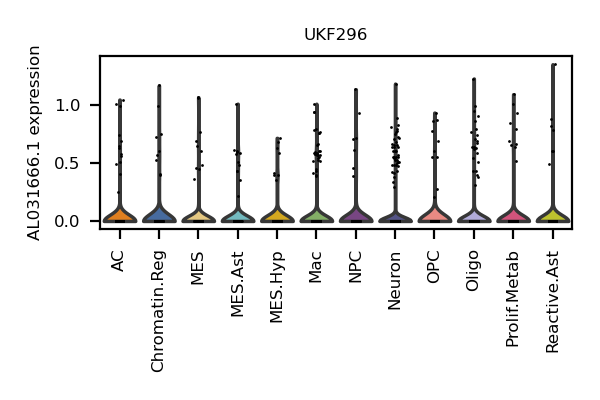 UKF296
AL031666.1 expression
1.0
0.5
0.0
AC
Chromatin.Reg
MES
MES.Ast
MES.Hyp
Mac
NPC
Neuron
OPC
Oligo
Prolif.Metab
Reactive.Ast